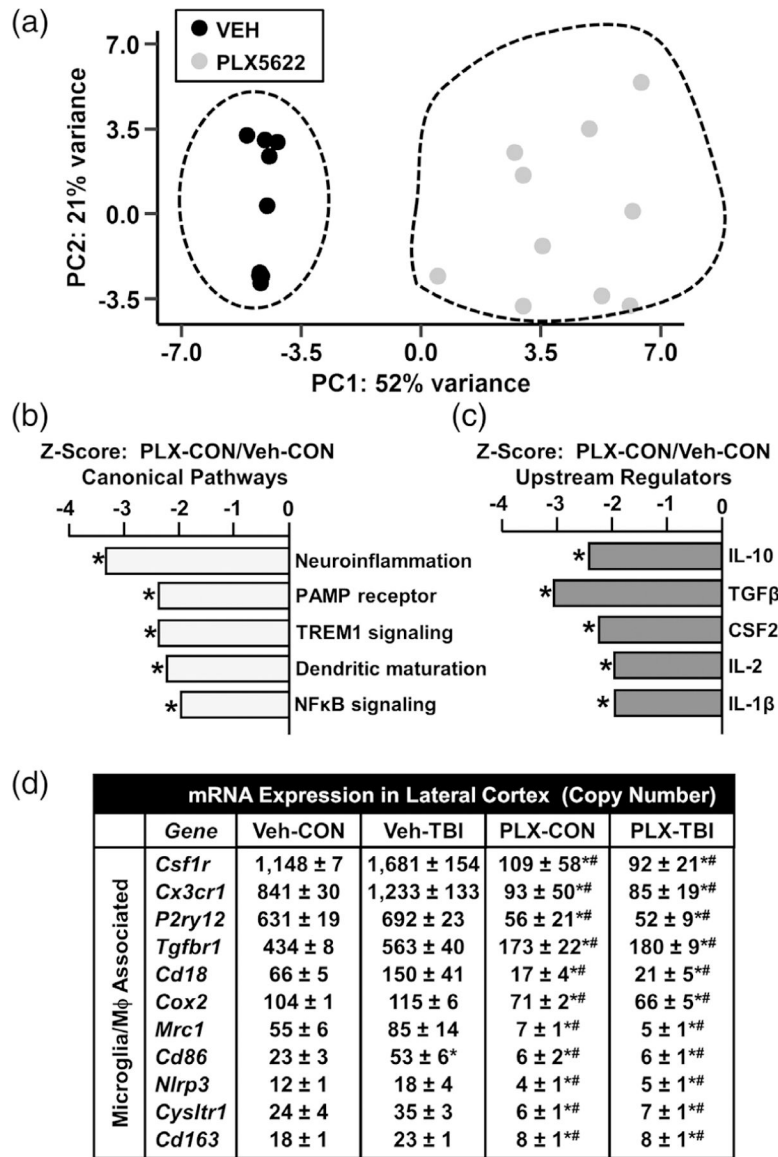 (a)
VEH
PLX5622
7.0
3.5
0.0
-3.5
PC2: 21% variance
-7.0 -3.5 0.0 3.5 7.0
PC1: 52% variance
(b)
Z-Score: PLX-CON/Veh-CON
Canonical Pathways
-4 -3 -2 -1 0
* Neuroinflammation
* PAMP receptor
* TREM1 signaling
* Dendritic maturation
* NFκB signaling
(c)
Z-Score: PLX-CON/Veh-CON
Upstream Regulators
-4 -3 -2 -1 0
* IL-10
* TGFβ
* CSF2
* IL-2
* IL-1β
(d)
mRNA Expression in Lateral Cortex (Copy Number)
Gene Veh-CON Veh-TBI PLX-CON PLX-TBI
Microglia/Mϕ Associated
Csf1r 1,148 ± 7 1,681 ± 154 109 ± 58*# 92 ± 21*#
Cx3cr1 841 ± 30 1,233 ± 133 93 ± 50*# 85 ± 19*#
P2ry12 631 ± 19 692 ± 23 56 ± 21*# 52 ± 9*#
Tgfbr1 434 ± 8 563 ± 40 173 ± 22*# 180 ± 9*#
Cd18 66 ± 5 150 ± 41 17 ± 4*# 21 ± 5*#
Cox2 104 ± 1 115 ± 6 71 ± 2*# 66 ± 5*#
Mrc1 55 ± 6 85 ± 14 7 ± 1*# 5 ± 1*#
Cd86 23 ± 3 53 ± 6* 6 ± 2*# 6 ± 1*#
Nlrp3 12 ± 1 18 ± 4 4 ± 1*# 5 ± 1*#
Cysltr1 24 ± 4 35 ± 3 6 ± 1*# 7 ± 1*#
Cd163 18 ± 1 23 ± 1 8 ± 1*# 8 ± 1*#